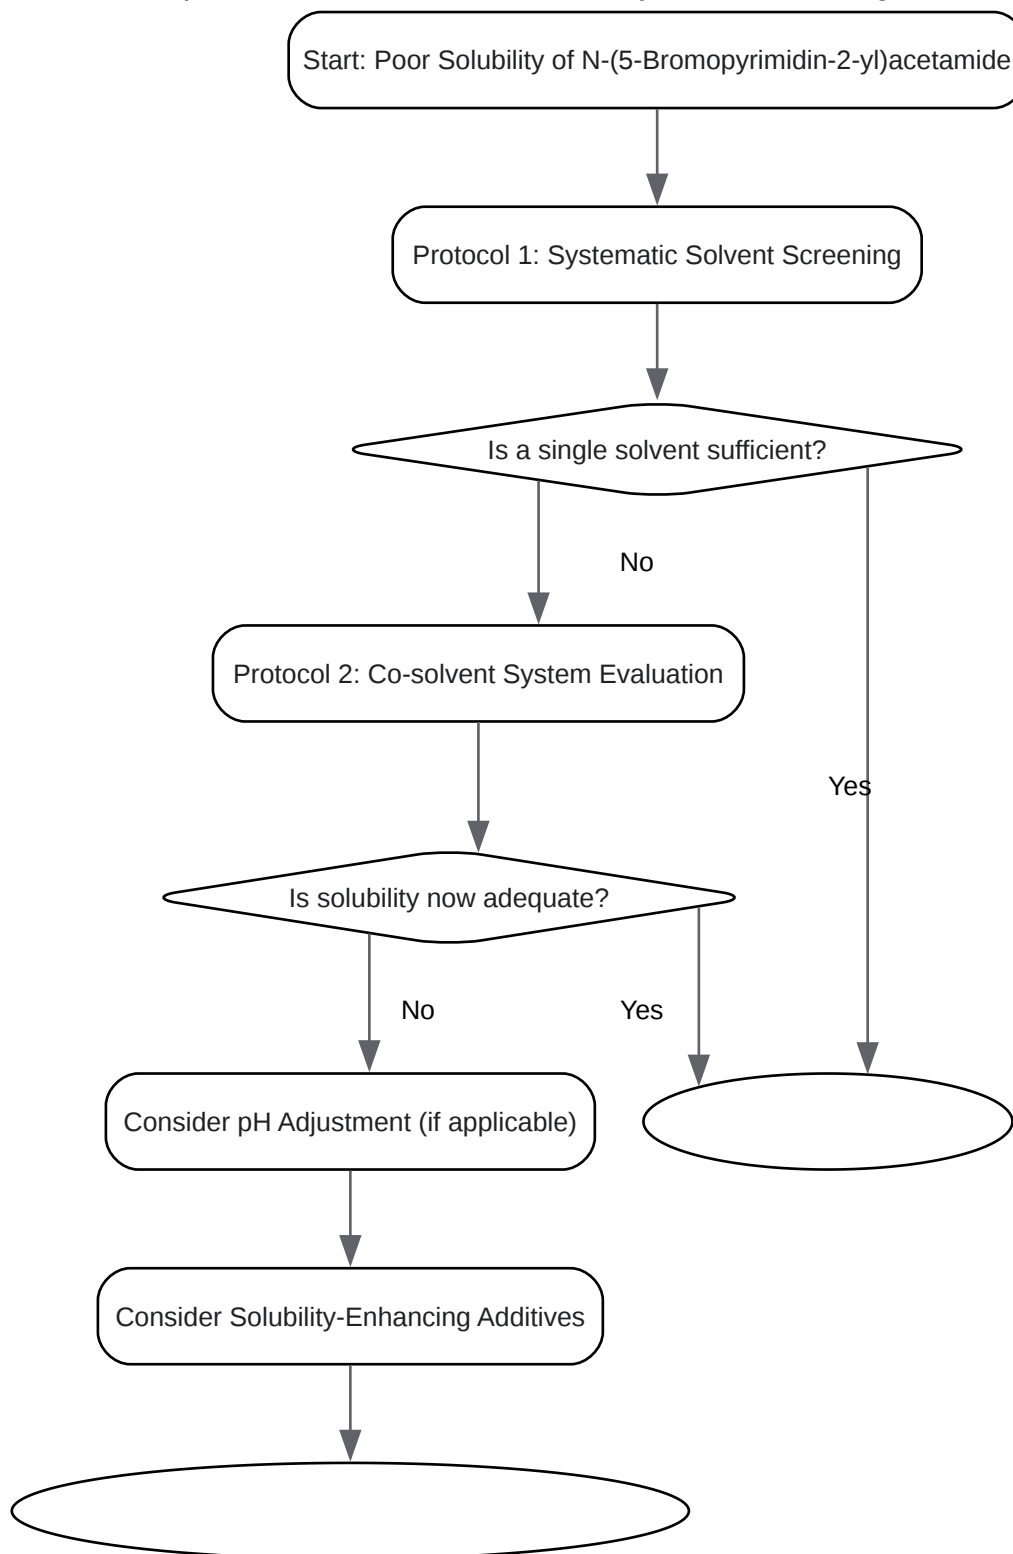 Start: Poor Solubility of N-(5-Bromopyrimidin-2-yl)acetamide
Protocol 1: Systematic Solvent Screening
Is a single solvent sufficient?
No
Protocol 2: Co-solvent System Evaluation
Yes
Is solubility now adequate?
No
Yes
Consider pH Adjustment (if applicable)
Consider Solubility-Enhancing Additives